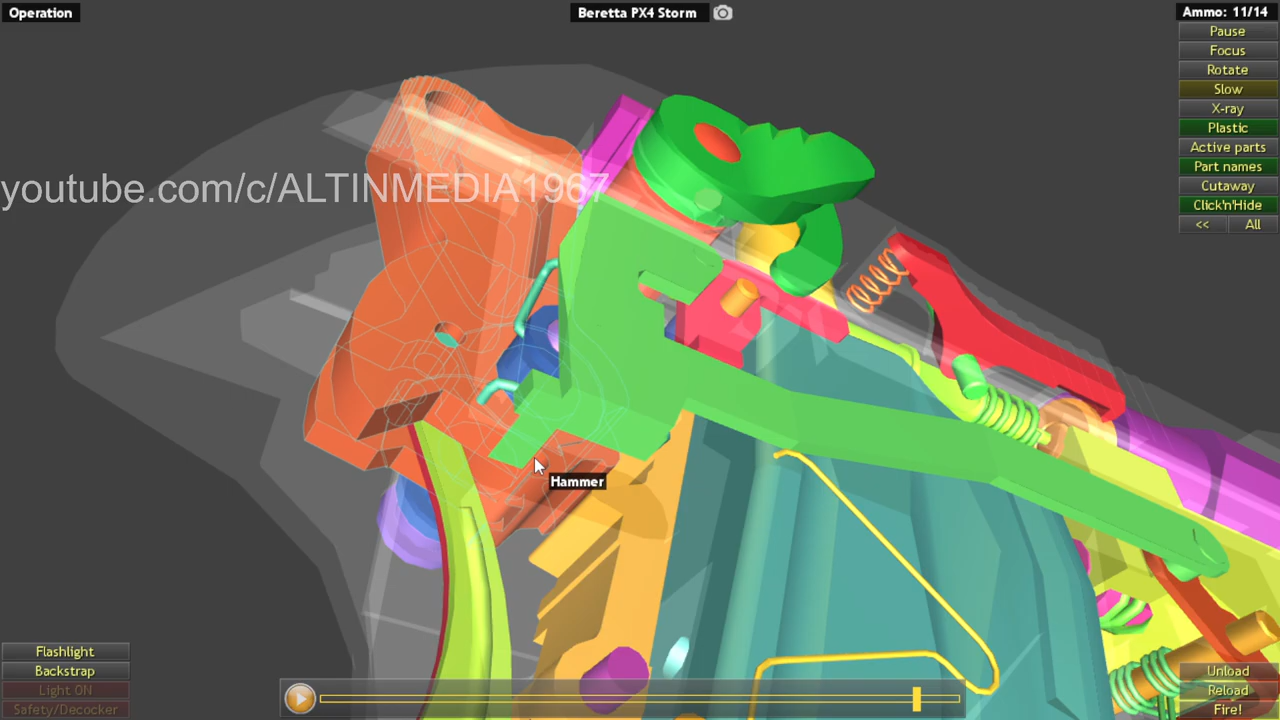 Operation
Beretta PX4 Storm
Ammo: 11/14
Pause
Focus
Rotate
Slow
X-ray
Plastic
Active parts
Part names
Cutaway
Click'n'Hide
<< All
youtube.com/c/ALTINMEDIA1967
Hammer
Flashlight
Backstrap
Light ON
Safety/Decocker
Unload
Reload
Fire!